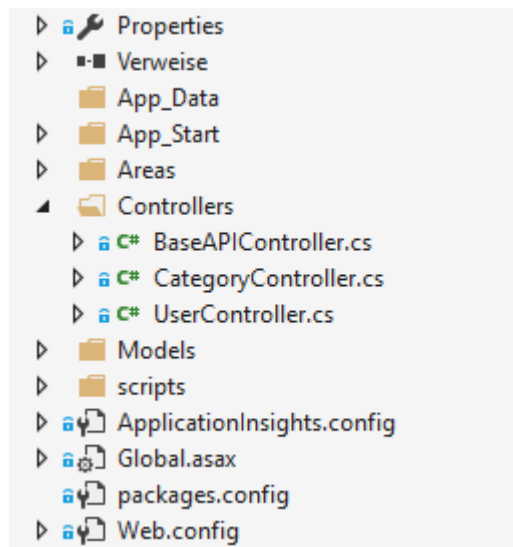 Properties
Verweise
App_Data
App_Start
Areas
Controllers
C# BaseAPIController.cs
C# CategoryController.cs
C# UserController.cs
Models
scripts
ApplicationInsights.config
Global.asax
packages.config
Web.config